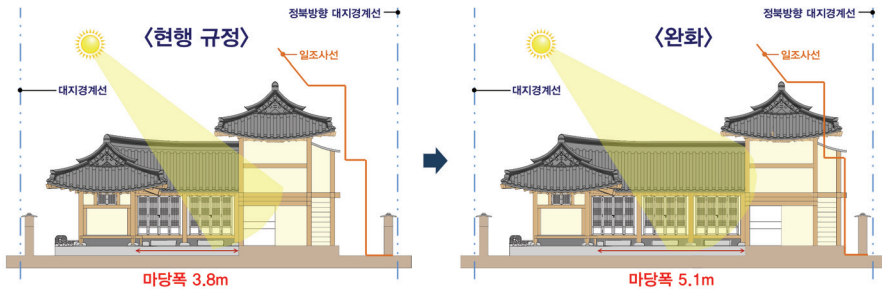 정북방향 대지경계선
〈현행 규정〉
일조사선
대지경계선
마당폭 3.8m
정북방향 대지경계선
〈완화〉
일조사선
대지경계선
마당폭 5.1m